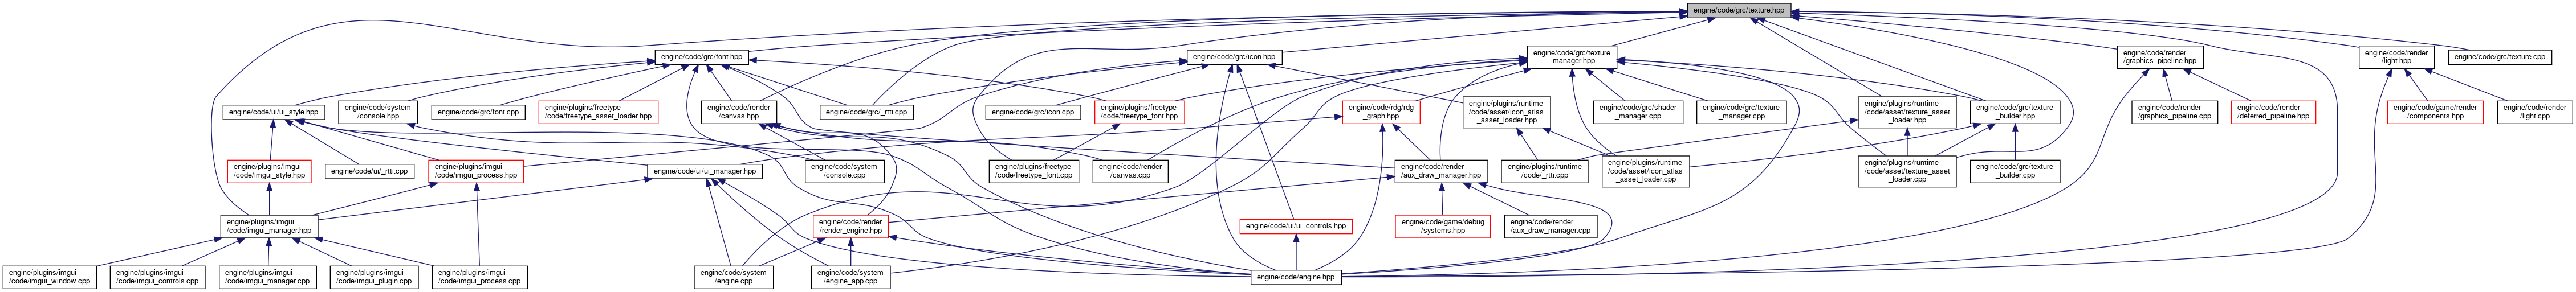 engine/code/grc/texture.hpp
engine/code/grc/font.hpp
engine/code/grc/icon.hpp
engine/code/grc/texture
_manager.hpp
engine/code/render
/graphics_pipeline.hpp
engine/code/render
/light.hpp
engine/code/grc/texture.cpp
engine/code/ui/ui_style.hpp
engine/code/system
/console.hpp
engine/code/grc/font.cpp
engine/plugins/freetype
/code/freetype_asset_loader.hpp
engine/code/render
/canvas.hpp
engine/code/grc/_rtti.cpp
engine/code/grc/icon.cpp
engine/plugins/freetype
/code/freetype_font.hpp
engine/code/rdg/rdg
_graph.hpp
engine/plugins/runtime
/code/asset/icon_atlas
_asset_loader.hpp
engine/code/grc/shader
_manager.cpp
engine/code/grc/texture
_manager.cpp
engine/plugins/runtime
/code/asset/texture_asset
_loader.hpp
engine/code/grc/texture
_builder.hpp
engine/code/render
/graphics_pipeline.cpp
engine/code/render
/deferred_pipeline.hpp
engine/code/game/render
/components.hpp
engine/code/render
/light.cpp
engine/plugins/imgui
/code/imgui_style.hpp
engine/code/ui/_rtti.cpp
engine/plugins/imgui
/code/imgui_process.hpp
engine/code/ui/ui_manager.hpp
engine/code/system
/console.cpp
engine/plugins/freetype
/code/freetype_font.cpp
engine/code/render
/canvas.cpp
engine/code/render
/aux_draw_manager.hpp
engine/plugins/runtime
/code/_rtti.cpp
engine/plugins/runtime
/code/asset/icon_atlas
_asset_loader.cpp
engine/plugins/runtime
/code/asset/texture_asset
_loader.cpp
engine/code/grc/texture
_builder.cpp
engine/plugins/imgui
/code/imgui_manager.hpp
engine/code/render
/render_engine.hpp
engine/code/ui/ui_controls.hpp
engine/code/game/debug
/systems.hpp
engine/code/render
/aux_draw_manager.cpp
engine/plugins/imgui
/code/imgui_window.cpp
engine/plugins/imgui
/code/imgui_controls.cpp
engine/plugins/imgui
/code/imgui_manager.cpp
engine/plugins/imgui
/code/imgui_plugin.cpp
engine/plugins/imgui
/code/imgui_process.cpp
engine/code/system
/engine.cpp
engine/code/system
/engine_app.cpp
engine/code/engine.hpp